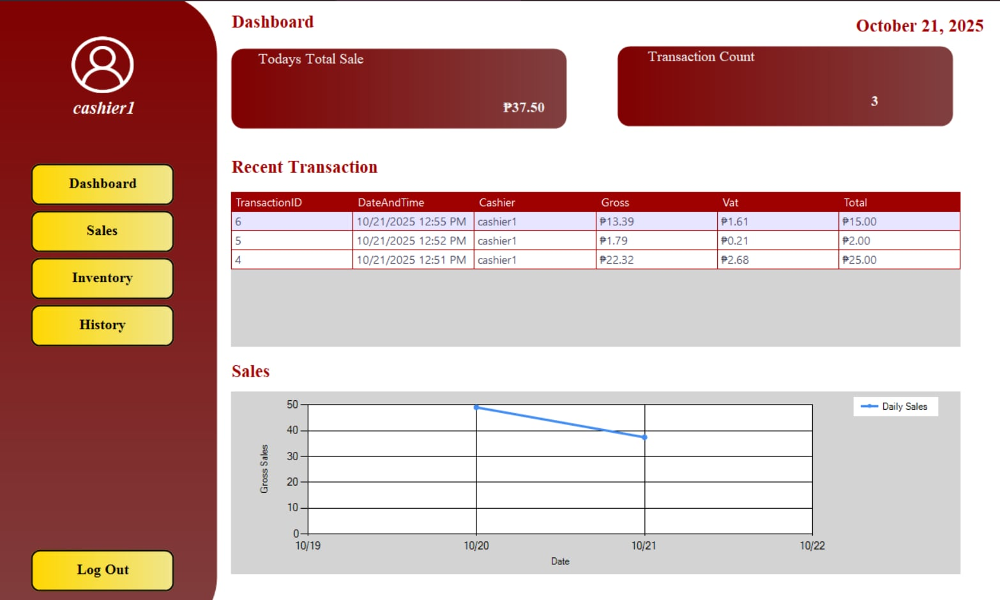 cashier1
Dashboard
Sales
Inventory
History
Log Out
Dashboard
October 21, 2025
Todays Total Sale
₱37.50
Transaction Count
3
Recent Transaction
TransactionID DateAndTime Cashier Gross Vat Total
6 10/21/2025 12:55 PM cashier1 ₱13.39 ₱1.61 ₱15.00
5 10/21/2025 12:52 PM cashier1 ₱1.79 ₱0.21 ₱2.00
4 10/21/2025 12:51 PM cashier1 ₱22.32 ₱2.68 ₱25.00
Sales
Daily Sales
Gross Sales
50
40
30
20
10
0
10/19 10/20 10/21 10/22
Date